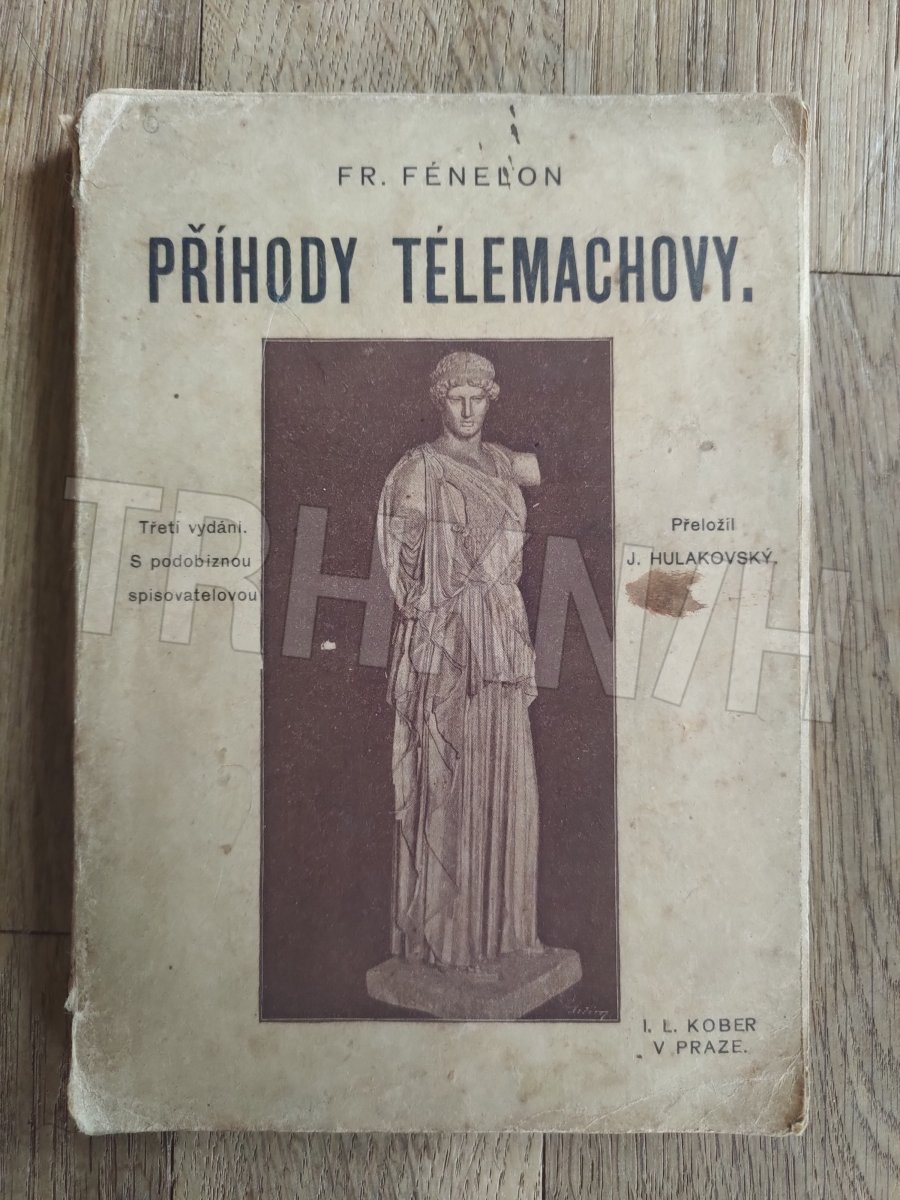 FR. FÉNELON
PŘÍHODY TÉLEMACHOVY.
Třetí vydání.
S podobiznou
spisovatelovou
Přeložil
J. HULAKOVSKÝ.
I. L. KOBER
V PRAZE.